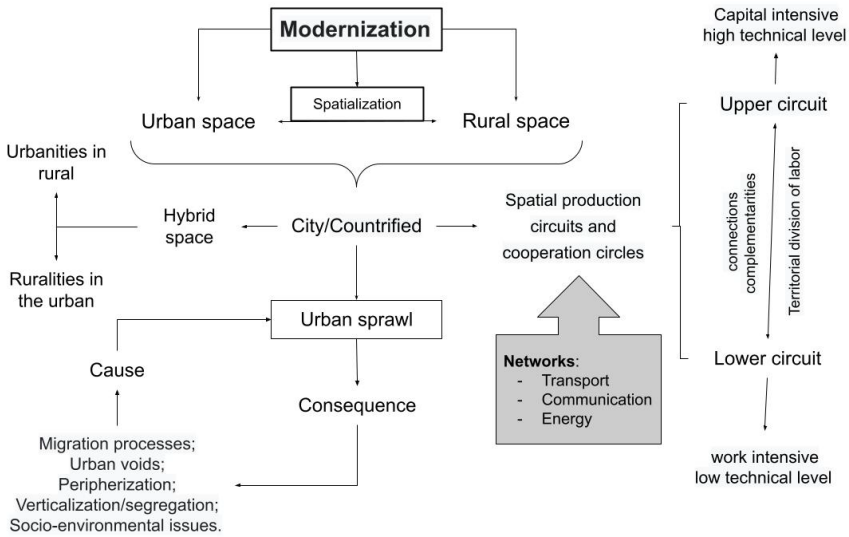 Modernization
Spatialization
Urban space
Rural space
Urbanities in
rural
Hybrid
space
City/Countrified
Spatial production
circuits and
cooperation circles
Ruralities in
the urban
Urban sprawl
Cause
Consequence
Migration processes;
Urban voids;
Peripherization;
Verticalization/segregation;
Socio-environmental issues.
Networks:
- Transport
- Communication
- Energy
Capital intensive
high technical level
Upper circuit
connections
complementarities
Territorial division of labor
Lower circuit
work intensive
low technical level